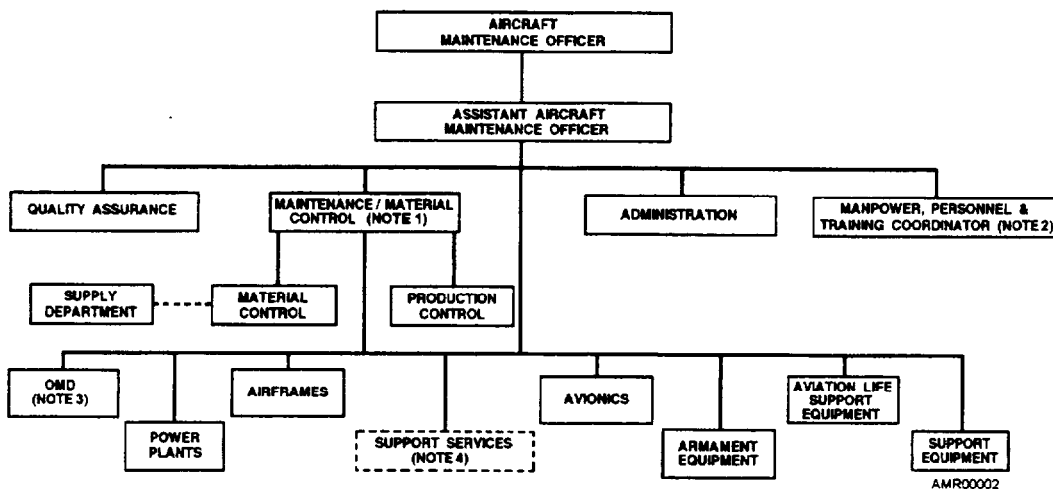 AIRCRAFT
MAINTENANCE OFFICER
ASSISTANT AIRCRAFT
MAINTENANCE OFFICER
QUALITY ASSURANCE
MAINTENANCE / MATERIAL
CONTROL (NOTE 1)
ADMINISTRATION
MANPOWER, PERSONNEL &
TRAINING COORDINATOR (NOTE 2)
SUPPLY
DEPARTMENT
MATERIAL
CONTROL
PRODUCTION
CONTROL
OMD
(NOTE 3)
POWER
PLANTS
AIRFRAMES
SUPPORT SERVICES
(NOTE 4)
AVIONICS
ARMAMENT
EQUIPMENT
AVIATION LIFE
SUPPORT
EQUIPMENT
SUPPORT
EQUIPMENT
AMR00002